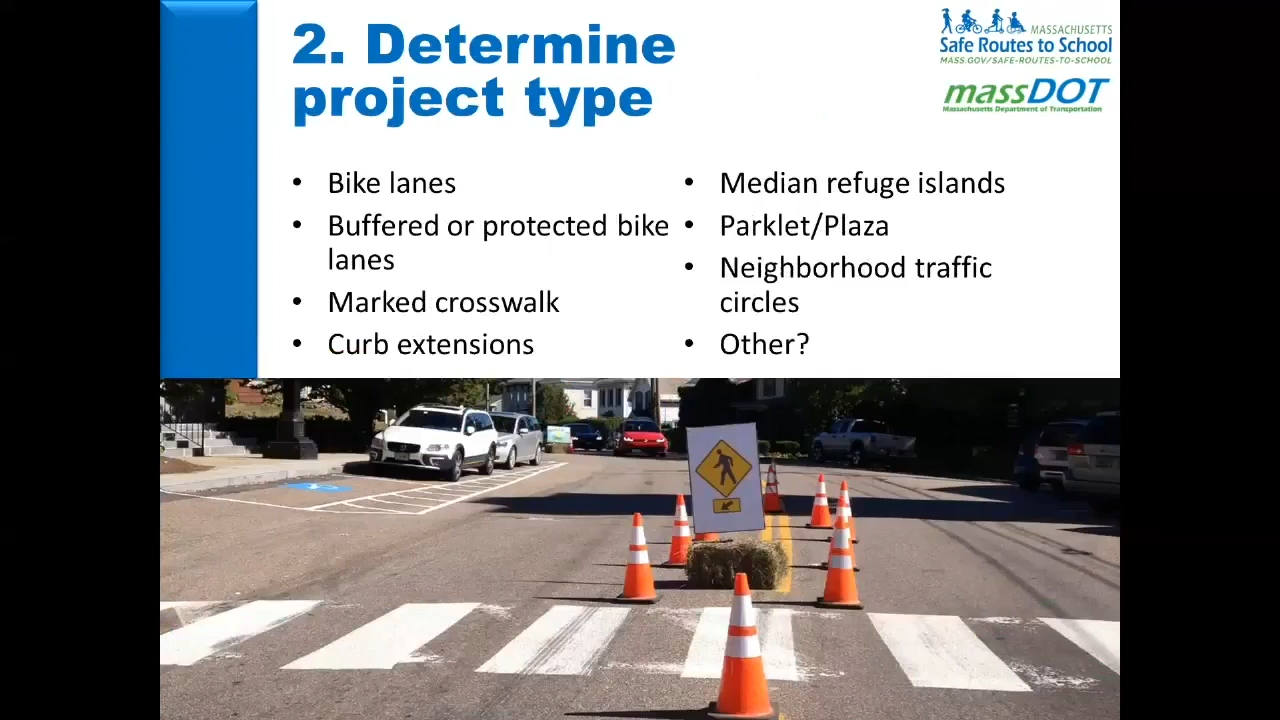 2. Determine
project type
MASSACHUSETTS
Safe Routes to School
MASS.GOV/SAFE-ROUTES-TO-SCHOOL
massDOT
Massachusetts Department of Transportation
• Bike lanes
• Buffered or protected bike
lanes
• Marked crosswalk
• Curb extensions
• Median refuge islands
• Parklet/Plaza
• Neighborhood traffic
circles
• Other?